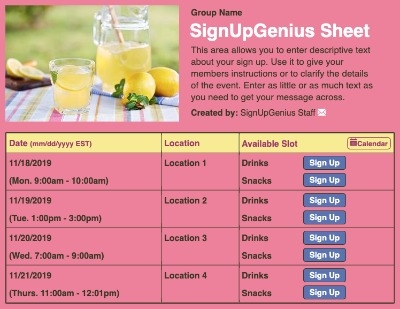 Group Name
SignUpGenius Sheet
This area allows you to enter descriptive text
about your sign up. Use it to give your
members instructions or to clarify the details
of the event. Enter as little or as much text as
you need to get your message across.
Created by: SignUpGenius Staff
Date (mm/dd/yyyy EST) Location Available Slot Calendar
11/18/2019 Location 1 Drinks Sign Up
(Mon. 9:00am - 10:00am) Snacks Sign Up
11/19/2019 Location 2 Drinks Sign Up
(Tue. 1:00pm - 3:00pm) Snacks Sign Up
11/20/2019 Location 3 Drinks Sign Up
(Wed. 7:00am - 9:00am) Snacks Sign Up
11/21/2019 Location 4 Drinks Sign Up
(Thurs. 11:00am - 12:01pm) Snacks Sign Up